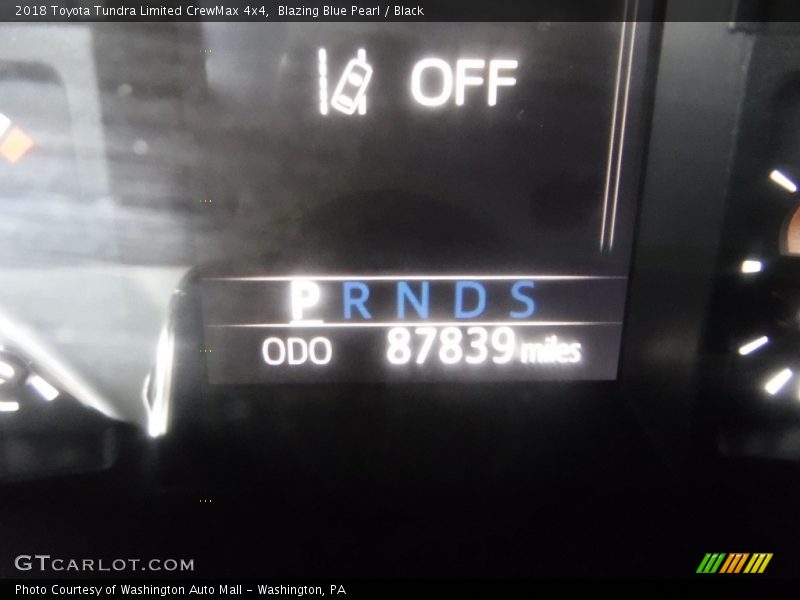 2018 Toyota Tundra Limited CrewMax 4x4,  Blazing Blue Pearl / Black
OFF
P R N D S
ODO 87839 miles
GTCARLOT.COM
Photo Courtesy of Washington Auto Mall - Washington, PA